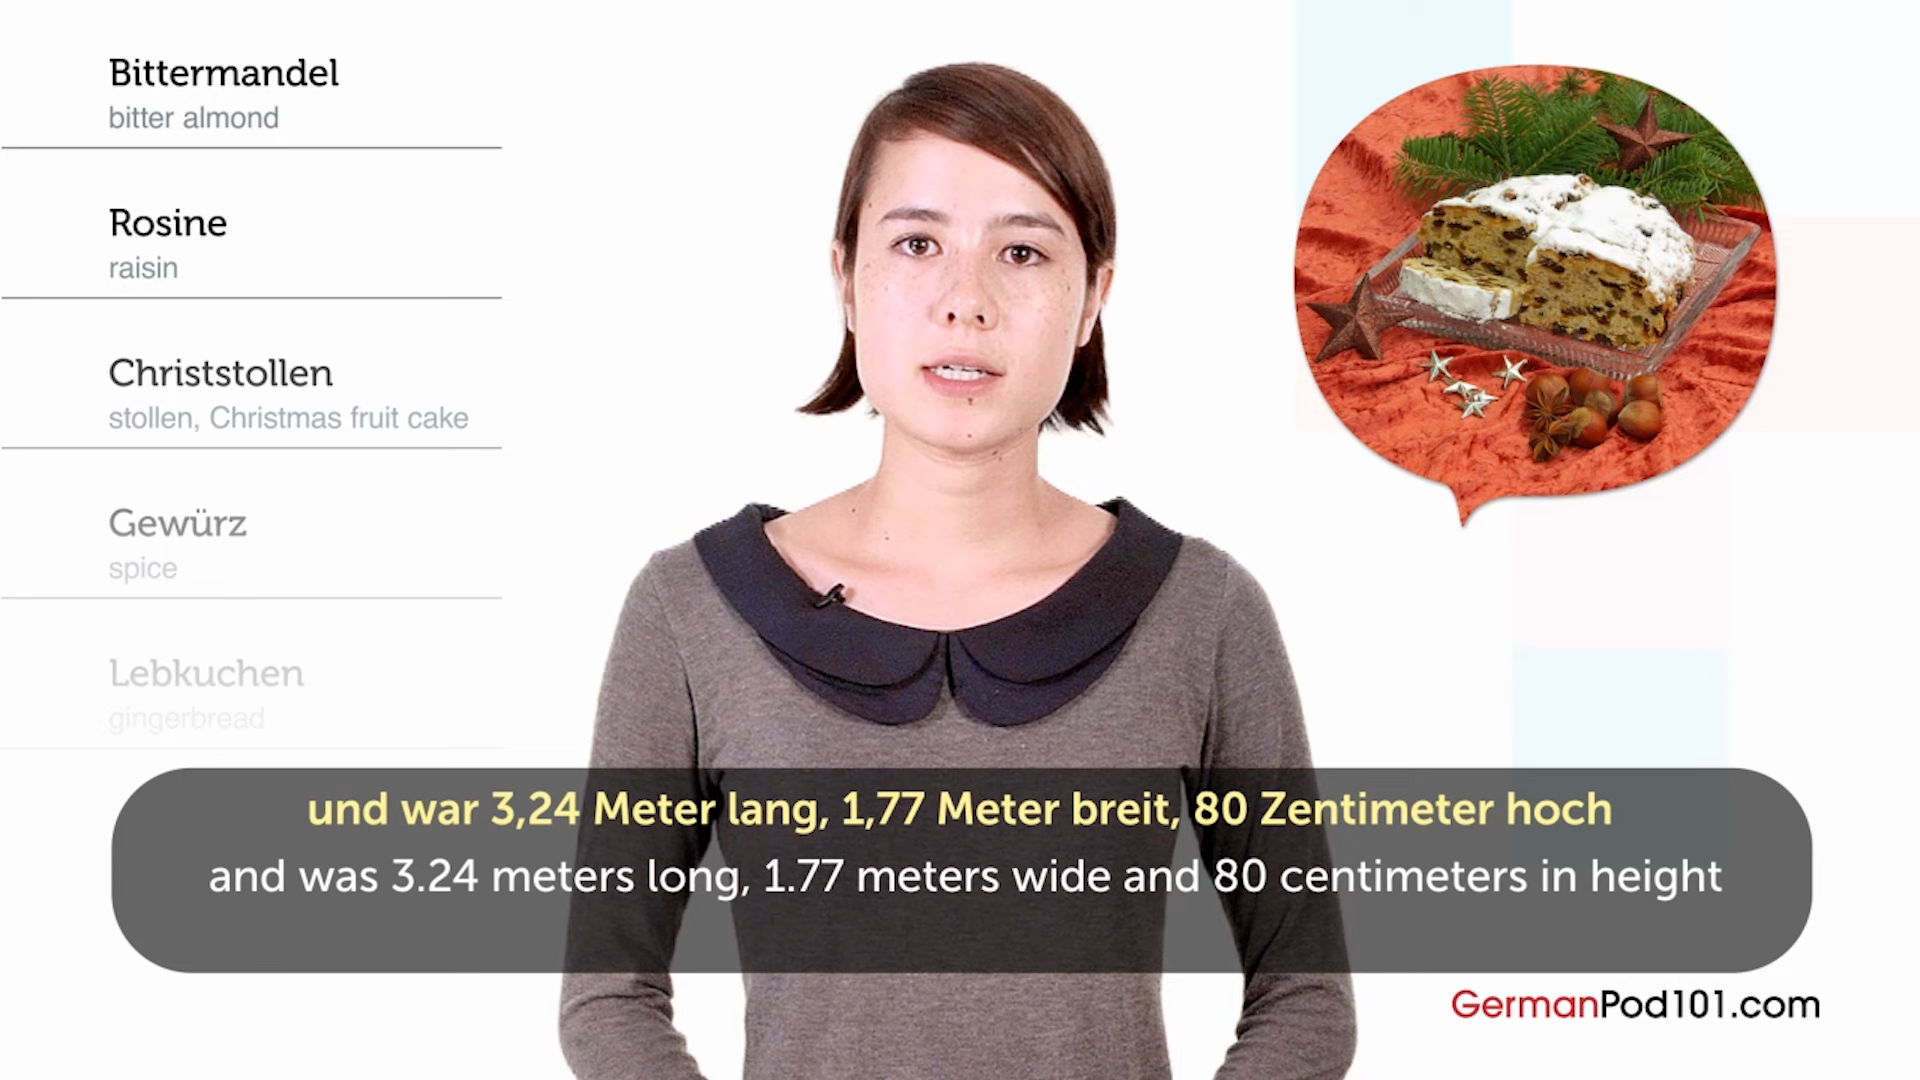 Bittermandel
bitter almond
Rosine
raisin
Christstollen
stollen, Christmas fruit cake
Gewürz
spice
Lebkuchen
gingerbread
und war 3,24 Meter lang, 1,77 Meter breit, 80 Zentimeter hoch
and was 3.24 meters long, 1.77 meters wide and 80 centimeters in height
GermanPod101.com